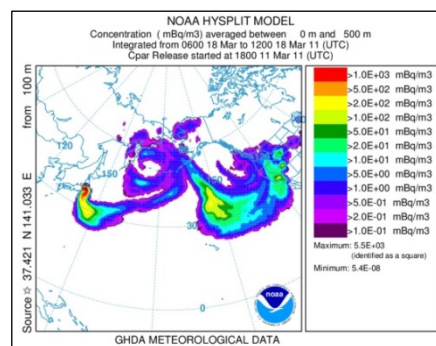 NOAA HYSPLIT MODEL
Concentration ( mBq/m3) averaged between 0 m and 500 m
Integrated from 0600 18 Mar to 1200 18 Mar 11 (UTC)
Cpar Release started at 1800 11 Mar 11 (UTC)
Source ☆ 37.421 N 141.033 E from 100 m
120
150
30
0
>1.0E+03 mBq/m3
>5.0E+02 mBq/m3
>2.0E+02 mBq/m3
>1.0E+02 mBq/m3
>5.0E+01 mBq/m3
>2.0E+01 mBq/m3
>1.0E+01 mBq/m3
>5.0E+00 mBq/m3
>1.0E+00 mBq/m3
>5.0E-01 mBq/m3
>2.0E-01 mBq/m3
>1.0E-01 mBq/m3
Maximum: 5.5E+03
(identified as a square)
Minimum: 5.4E-08
noaa
GHDA METEOROLOGICAL DATA